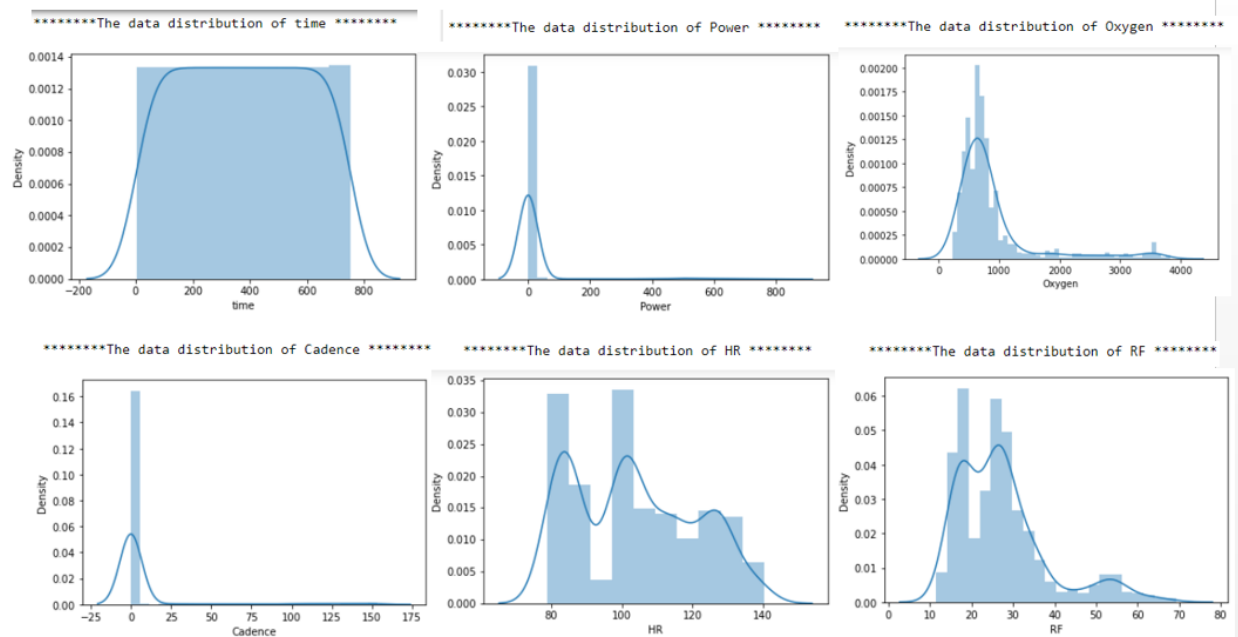 ********The data distribution of time ********
0.0014
0.0012
0.0010
0.0008
0.0006
0.0004
0.0002
0.0000
Density
−200 0 200 400 600 800
time
********The data distribution of Power ********
0.030
0.025
0.020
0.015
0.010
0.005
0.000
Density
0 200 400 600 800
Power
********The data distribution of Oxygen ********
0.00200
0.00175
0.00150
0.00125
0.00100
0.00075
0.00050
0.00025
0.00000
Density
0 1000 2000 3000 4000
Oxygen
********The data distribution of Cadence ********
0.16
0.14
0.12
0.10
0.08
0.06
0.04
0.02
0.00
Density
−25 0 25 50 75 100 125 150 175
Cadence
********The data distribution of HR ********
0.035
0.030
0.025
0.020
0.015
0.010
0.005
0.000
Density
80 100 120 140
HR
********The data distribution of RF ********
0.06
0.05
0.04
0.03
0.02
0.01
0.00
Density
0 10 20 30 40 50 60 70 80
RF